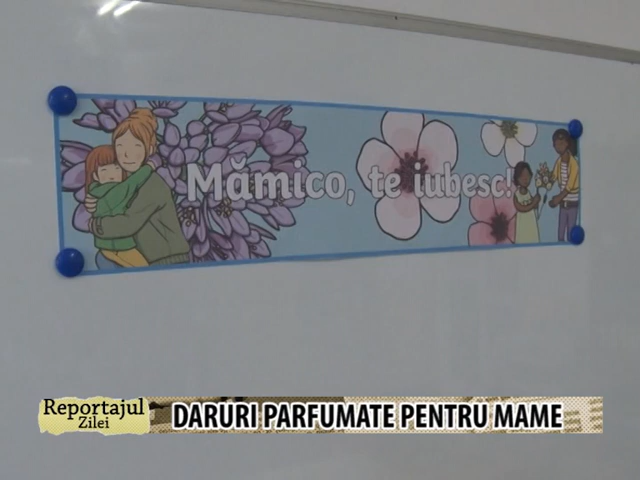 Mămico, te iubesc!
Reportajul
Zilei
DARURI PARFUMATE PENTRU MAME